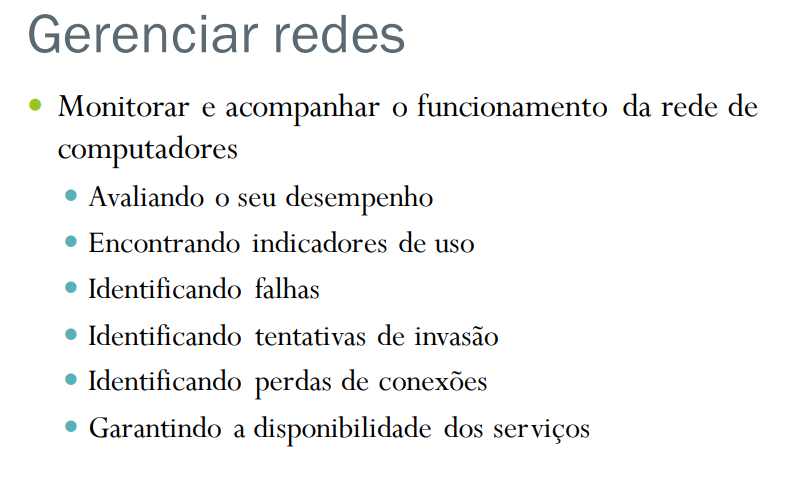 Gerenciar redes
Monitorar e acompanhar o funcionamento da rede de
computadores
Avaliando o seu desempenho
Encontrando indicadores de uso
Identificando falhas
Identificando tentativas de invasão
Identificando perdas de conexões
Garantindo a disponibilidade dos serviços